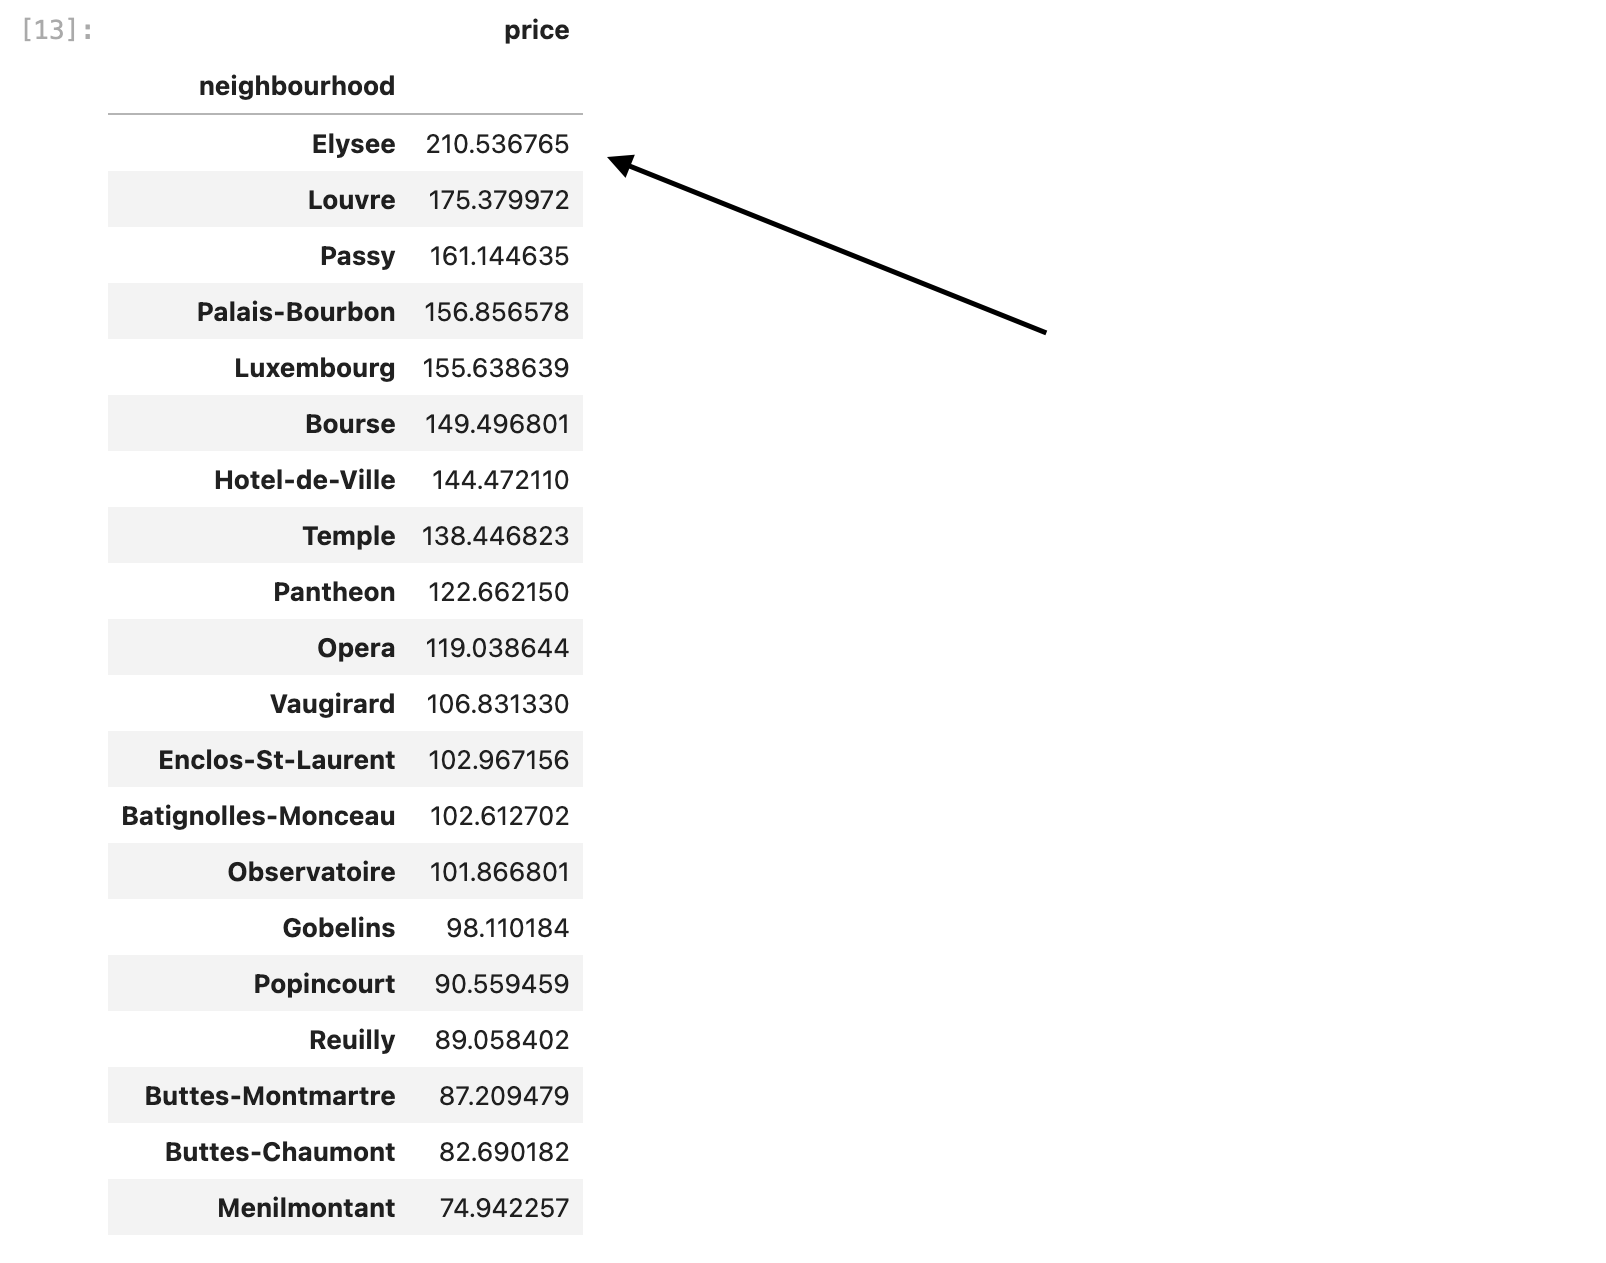 [13]:
price
neighbourhood
Elysee 210.536765
Louvre 175.379972
Passy 161.144635
Palais-Bourbon 156.856578
Luxembourg 155.638639
Bourse 149.496801
Hotel-de-Ville 144.472110
Temple 138.446823
Pantheon 122.662150
Opera 119.038644
Vaugirard 106.831330
Enclos-St-Laurent 102.967156
Batignolles-Monceau 102.612702
Observatoire 101.866801
Gobelins 98.110184
Popincourt 90.559459
Reuilly 89.058402
Buttes-Montmartre 87.209479
Buttes-Chaumont 82.690182
Menilmontant 74.942257